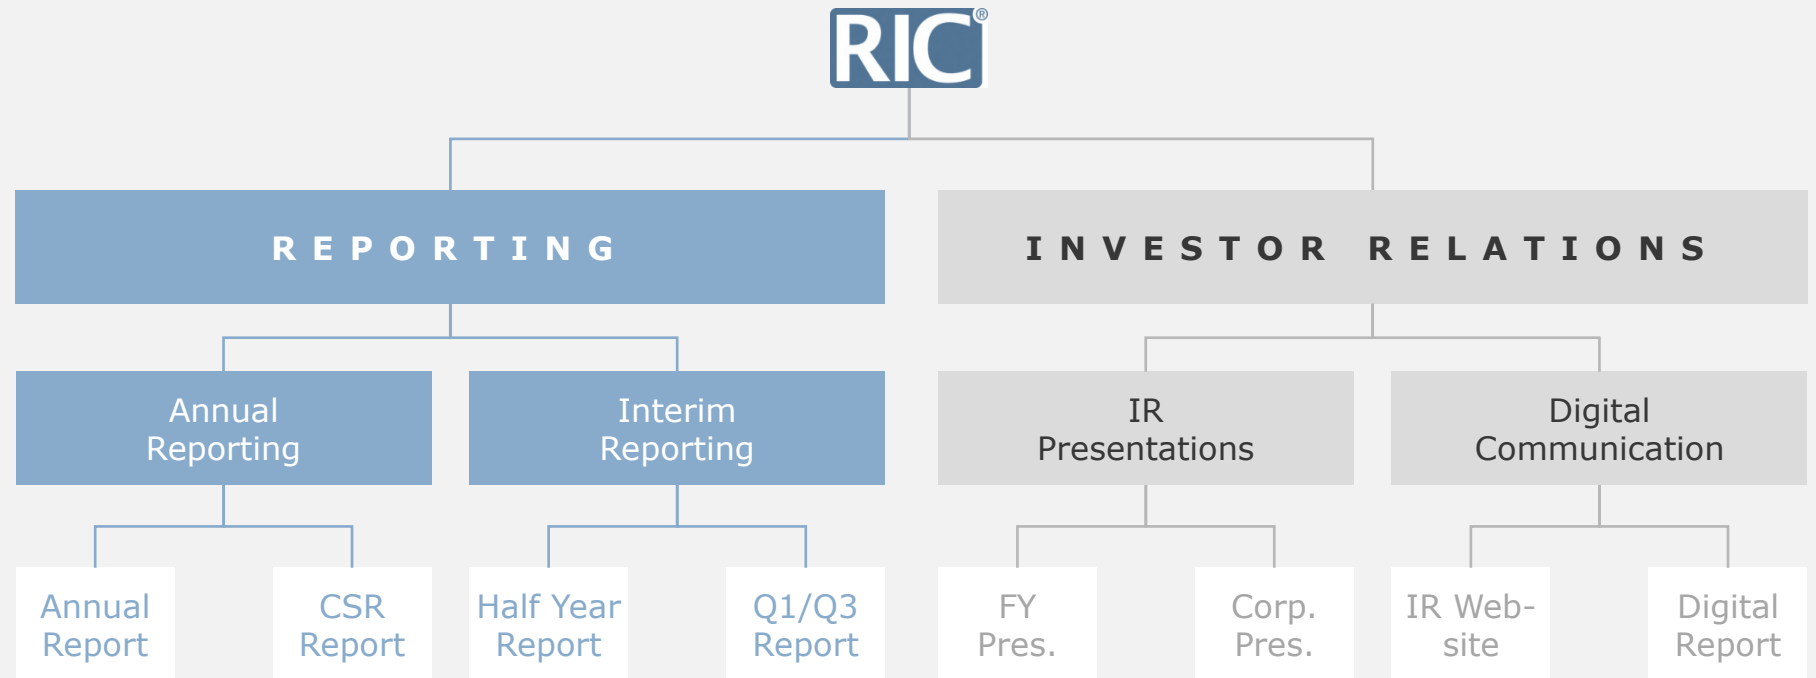 RIC®
REPORTING
INVESTOR RELATIONS
Annual
Reporting
Interim
Reporting
IR
Presentations
Digital
Communication
Annual
Report
CSR
Report
Half Year
Report
Q1/Q3
Report
FY
Pres.
Corp.
Pres.
IR Web-
site
Digital
Report